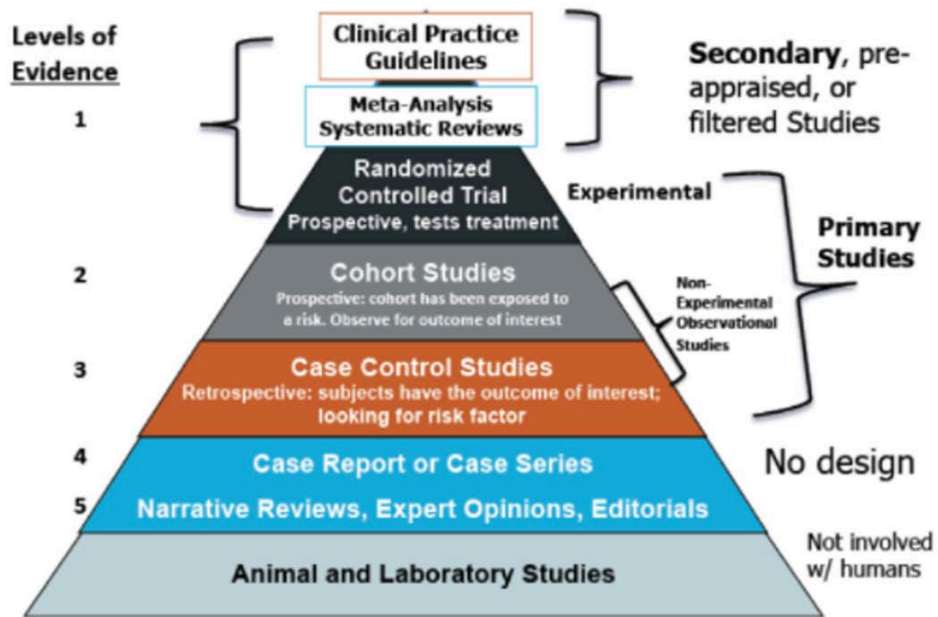 Levels of
Evidence
1
2
3
4
5
Clinical Practice
Guidelines
Meta-Analysis
Systematic Reviews
Randomized
Controlled Trial
Prospective, tests treatment
Cohort Studies
Prospective: cohort has been exposed to
a risk. Observe for outcome of interest
Case Control Studies
Retrospective: subjects have the outcome of interest;
looking for risk factor
Case Report or Case Series
Narrative Reviews, Expert Opinions, Editorials
Animal and Laboratory Studies
Secondary, pre-
appraised, or
filtered Studies
Experimental
Primary
Studies
Non-
Experimental
Observational
Studies
No design
Not involved
w/ humans